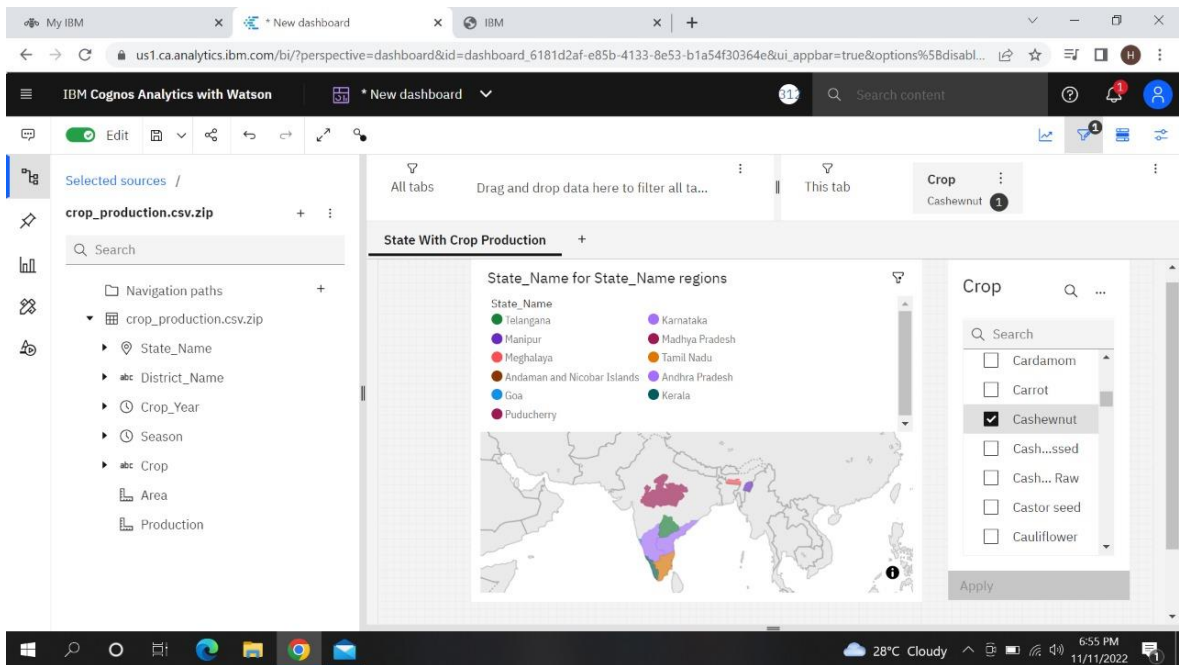 My IBM
* New dashboard
IBM
us1.ca.analytics.ibm.com/bi/?perspective=dashboard&id=dashboard_6181d2af-e85b-4133-8e53-b1a54f30364e&ui_appbar=true&options%5Bdisabl...
H
IBM Cognos Analytics with Watson
* New dashboard
312
Search content
1
Edit
1
Selected sources /
crop_production.csv.zip
Search
Navigation paths
crop_production.csv.zip
State_Name
abc District_Name
Crop_Year
Season
abc Crop
Area
Production
All tabs
Drag and drop data here to filter all ta...
This tab
Crop
Cashewnut 1
State With Crop Production
State_Name for State_Name regions
State_Name
Telangana
Karnataka
Manipur
Madhya Pradesh
Meghalaya
Tamil Nadu
Andaman and Nicobar Islands
Andhra Pradesh
Goa
Kerala
Puducherry
Crop
Search
Cardamom
Carrot
Cashewnut
Cash...ssed
Cash... Raw
Castor seed
Cauliflower
Apply
28°C Cloudy
6:55 PM
11/11/2022
1